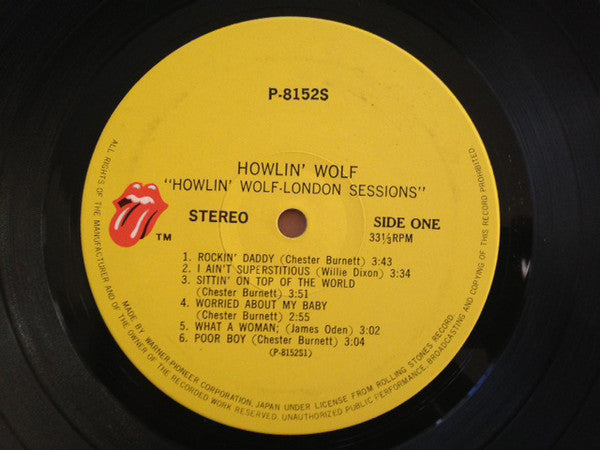 P-8152S
HOWLIN' WOLF
"HOWLIN' WOLF-LONDON SESSIONS"
STEREO
SIDE ONE
33⅓RPM
TM
1. ROCKIN' DADDY (Chester Burnett) 3:43
2. I AIN'T SUPERSTITIOUS (Willie Dixon) 3:34
3. SITTIN' ON TOP OF THE WORLD
(Chester Burnett) 3:51
4. WORRIED ABOUT MY BABY
(Chester Burnett) 2:55
5. WHAT A WOMAN; (James Oden) 3:02
6. POOR BOY (Chester Burnett) 3:04
(P-8152S1)
MADE BY WARNER-PIONEER CORPORATION, JAPAN UNDER LICENSE FROM ROLLING STONES RECORD.
ALL RIGHTS OF THE MANUFACTURER AND OF THE OWNER OF THE RECORDED WORK RESERVED. UNAUTHORIZED PUBLIC PERFORMANCE, BROADCASTING AND COPYING OF THIS RECORD PROHIBITED.